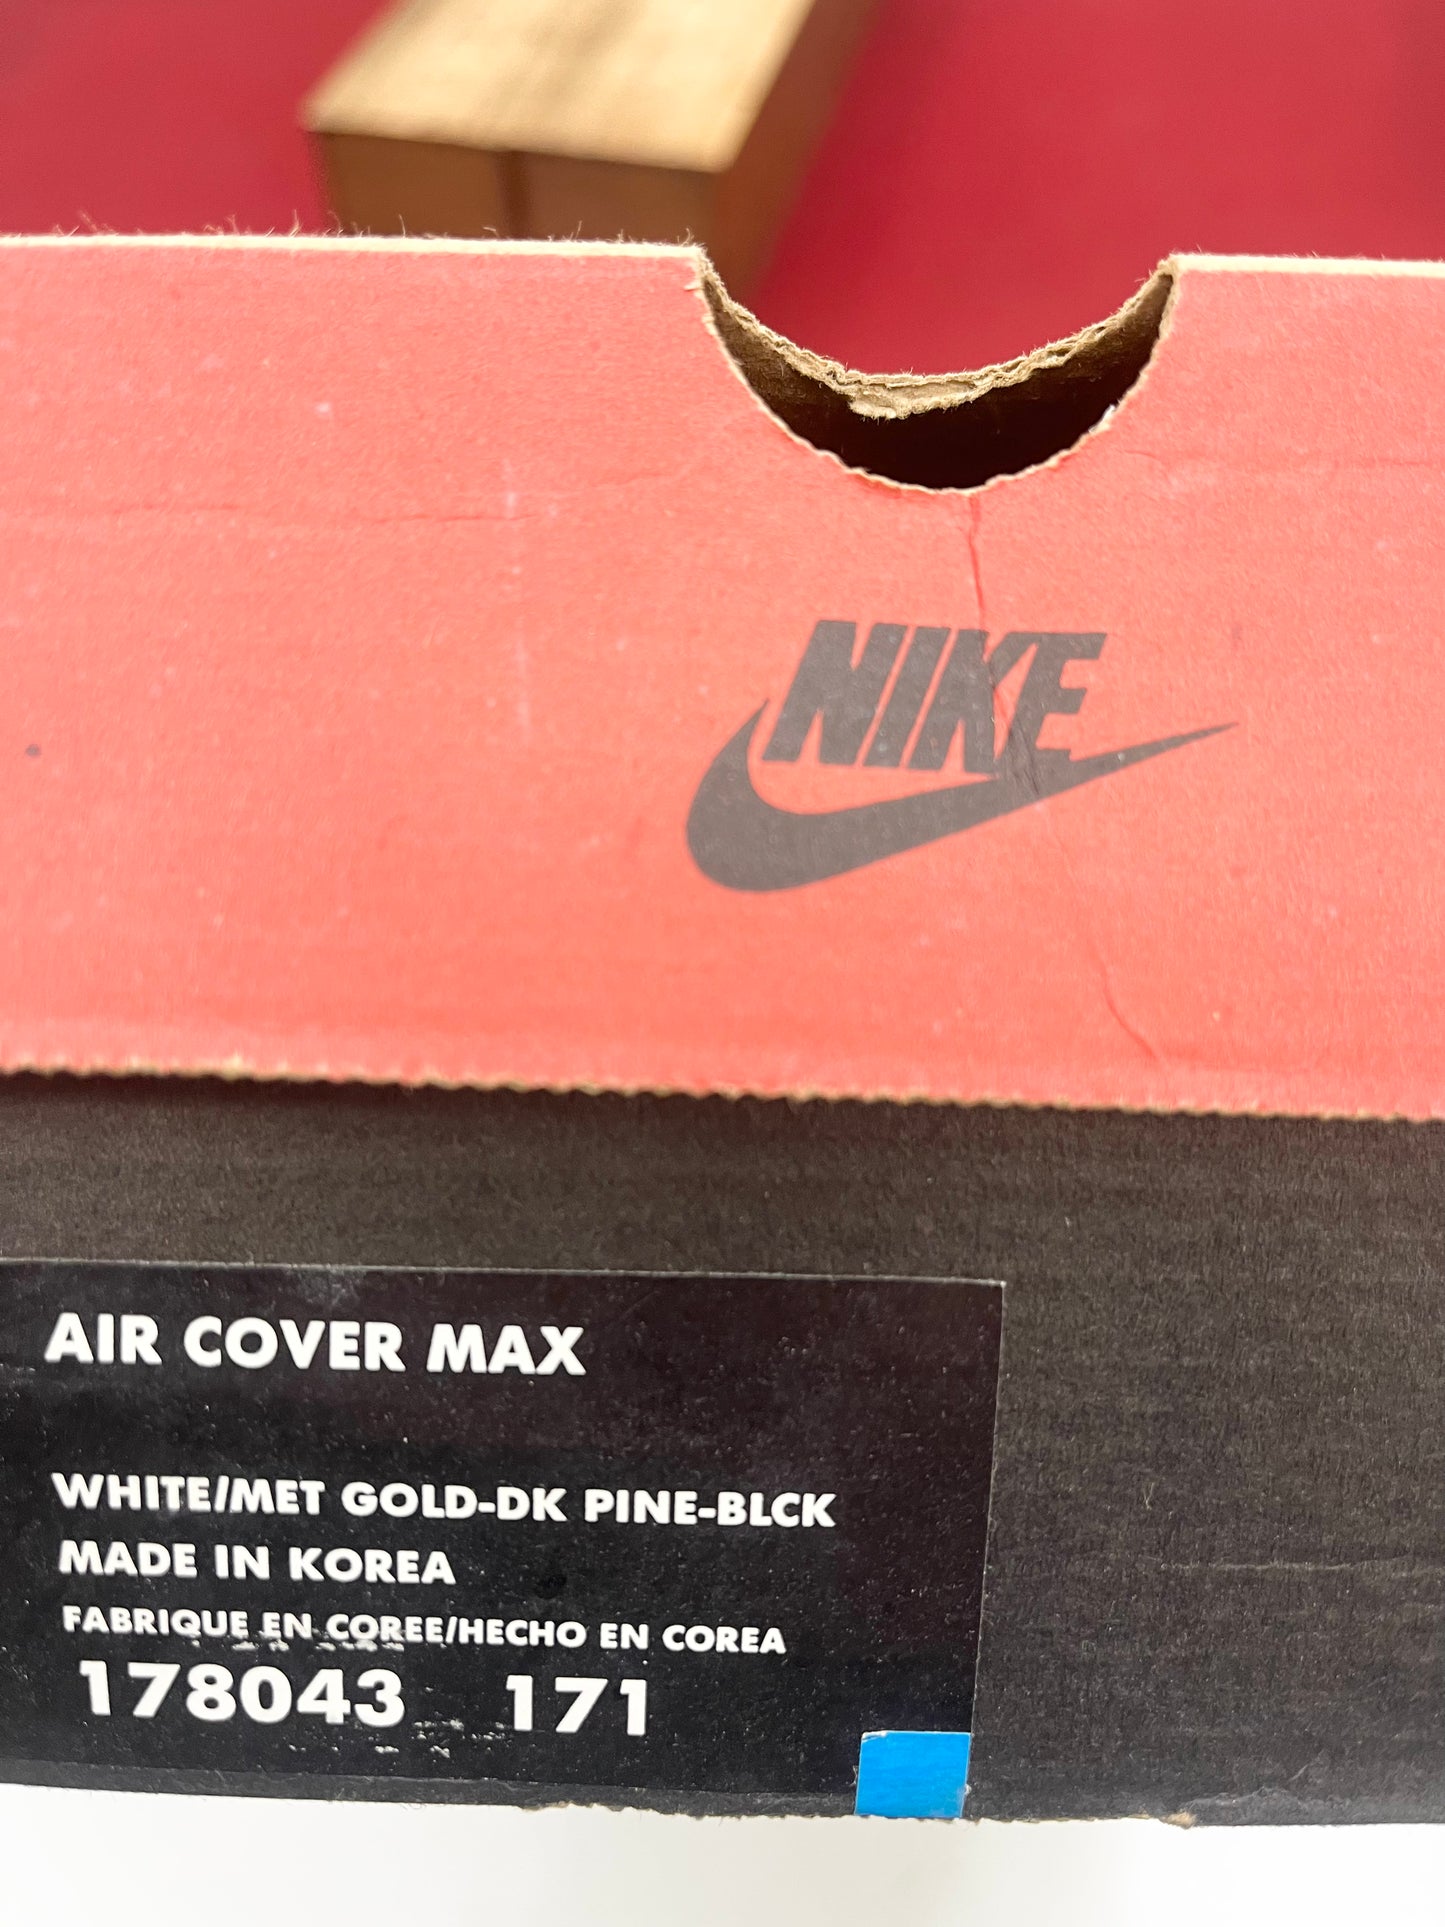 NIKE
AIR COVER MAX
WHITE/MET GOLD-DK PINE-BLCK
MADE IN KOREA
FABRIQUE EN COREE/HECHO EN COREA
178043 171